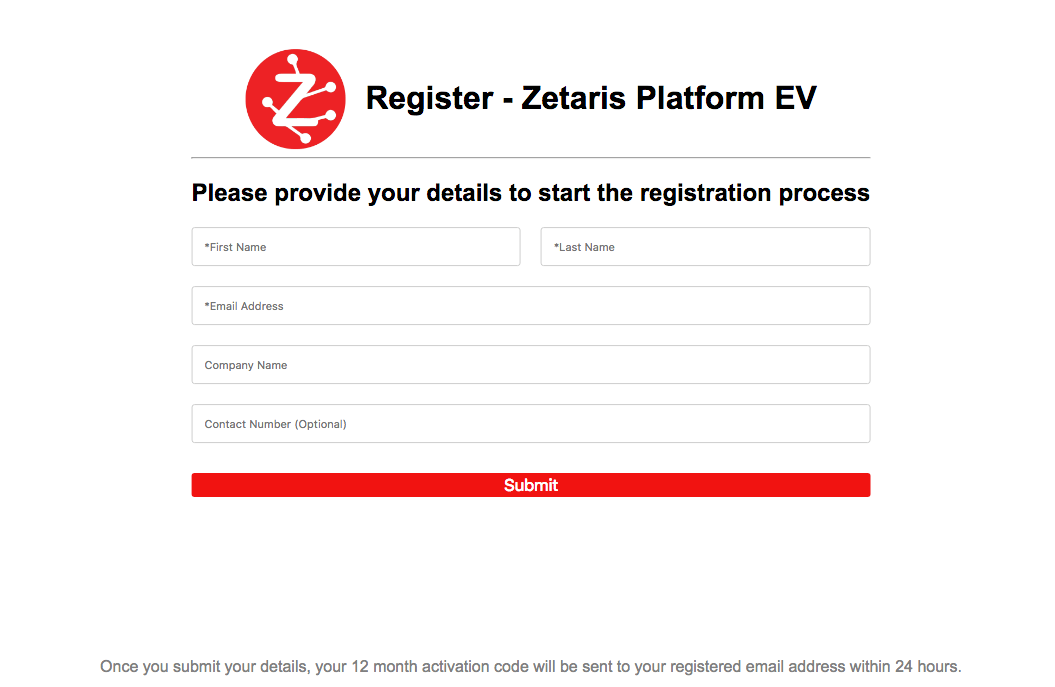 Register - Zetaris Platform EV
Please provide your details to start the registration process
*First Name
*Last Name
*Email Address
Company Name
Contact Number (Optional)
Submit
Once you submit your details, your 12 month activation code will be sent to your registered email address within 24 hours.